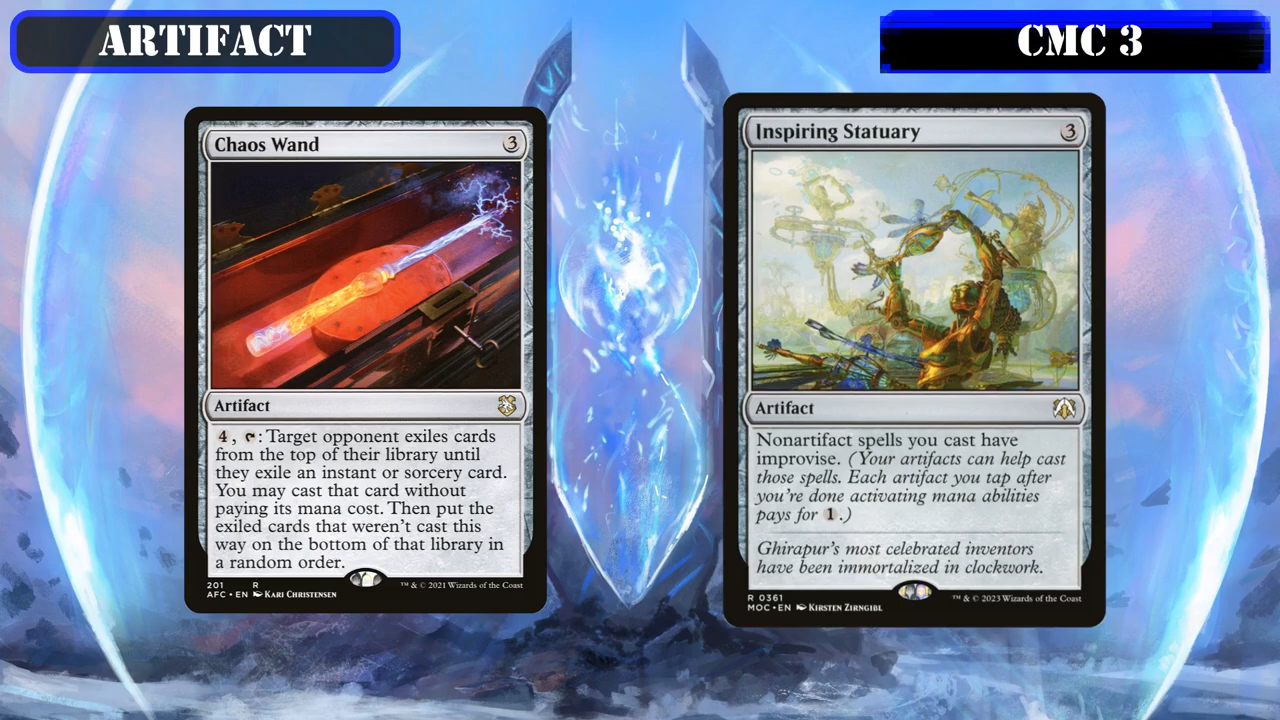 ARTIFACT
CMC 3
Chaos Wand 3
Artifact
4, T: Target opponent exiles cards
from the top of their library until
they exile an instant or sorcery card.
You may cast that card without
paying its mana cost. Then put the
exiled cards that weren't cast this
way on the bottom of that library in
a random order.
201 R
AFC • EN Kari Christensen
™ & © 2021 Wizards of the Coast
Inspiring Statuary 3
Artifact
Nonartifact spells you cast have
improvise. (Your artifacts can help cast
those spells. Each artifact you tap after
you're done activating mana abilities
pays for 1.)
Ghirapur's most celebrated inventors
have been immortalized in clockwork.
R 0361
MOC • EN Kirsten Zirngibl
™ & © 2023 Wizards of the Coast